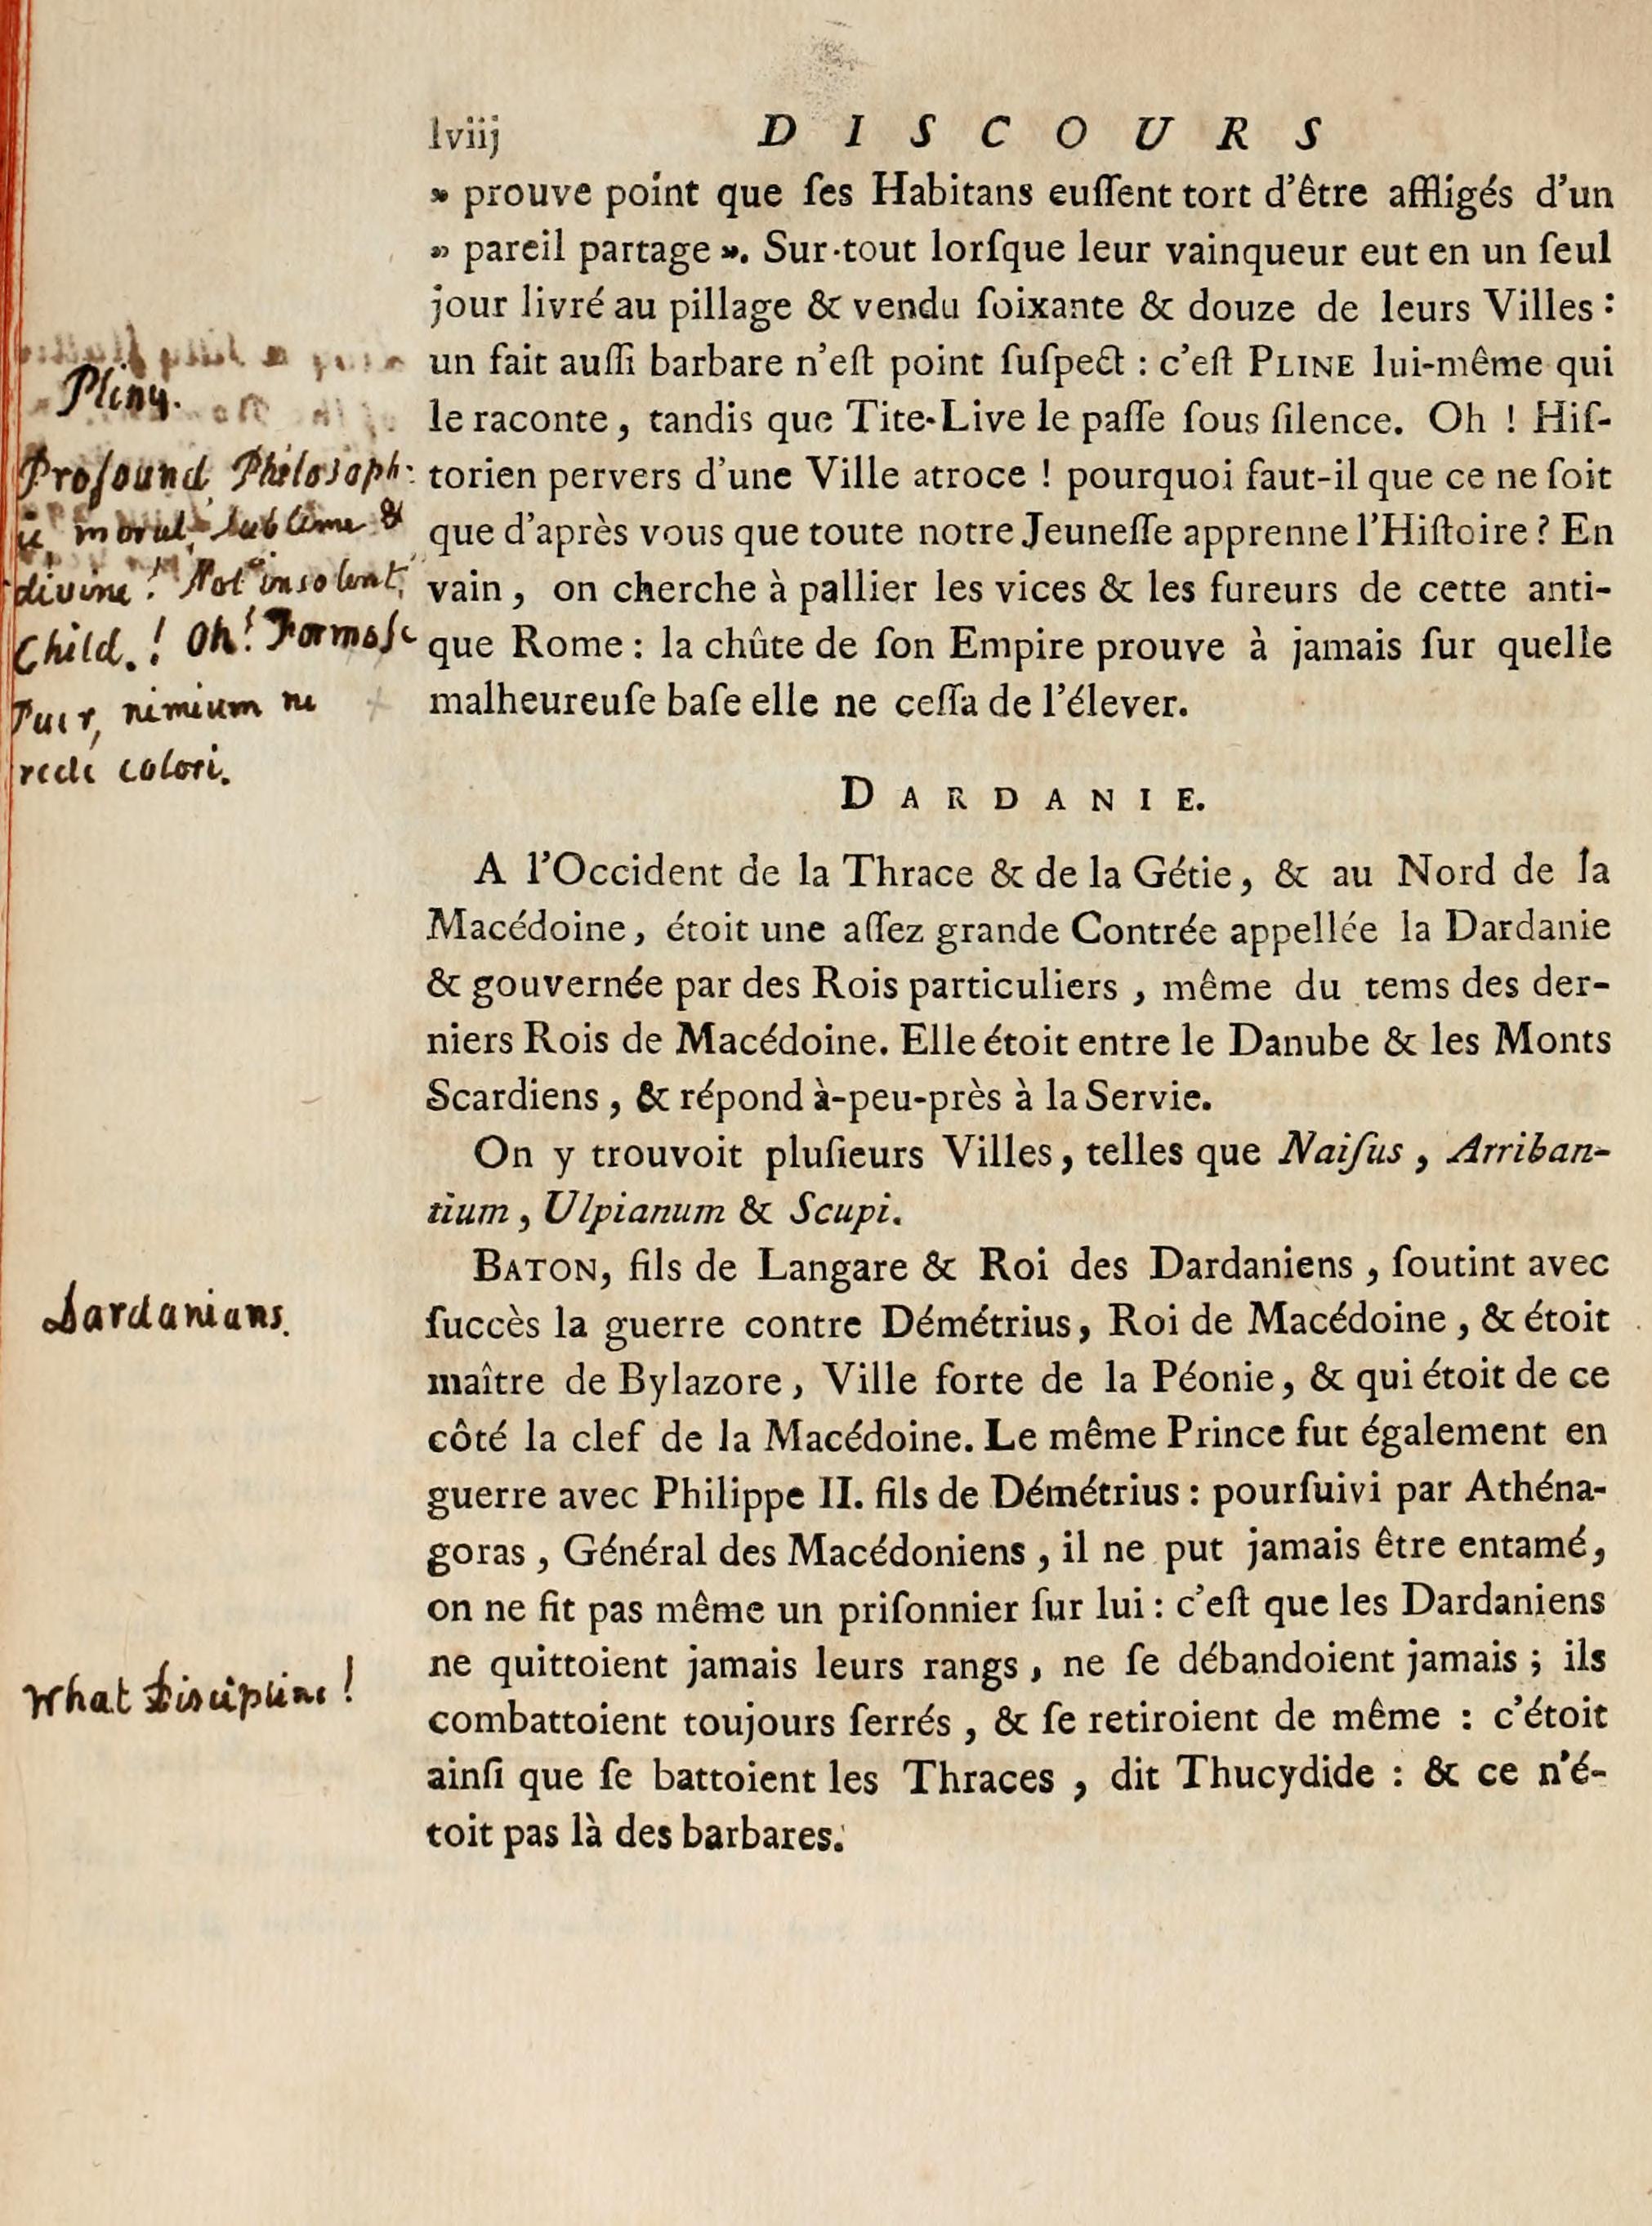 lviij DISCOURS
» prouve point que ſes Habitans euſſent tort d'être affligés d'un
» pareil partage ». Sur-tout lorſque leur vainqueur eut en un ſeul
jour livré au pillage & vendu ſoixante & douze de leurs Villes :
un fait auſſi barbare n'eſt point ſuſpect : c'eſt PLINE lui-même qui
le raconte, tandis que Tite-Live le paſſe ſous ſilence. Oh ! Hiſ-
torien pervers d'une Ville atroce ! pourquoi faut-il que ce ne ſoit
que d'après vous que toute notre Jeuneſſe apprenne l'Hiſtoire ? En
vain, on cherche à pallier les vices & les fureurs de cette anti-
que Rome : la chûte de ſon Empire prouve à jamais ſur quelle
malheureuſe baſe elle ne ceſſa de l'élever.
Pliny.
Profound Philosoph:
moral, sublime &
divine! Not insolent,
Child.! Oh! Formose
Puer, nimium ne
crede colori.
DARDANIE.
A l'Occident de la Thrace & de la Gétie, & au Nord de la
Macédoine, étoit une aſſez grande Contrée appellée la Dardanie
& gouvernée par des Rois particuliers, même du tems des der-
niers Rois de Macédoine. Elle étoit entre le Danube & les Monts
Scardiens, & répond à-peu-près à la Servie.
On y trouvoit pluſieurs Villes, telles que Naiſus, Arriban-
tium, Ulpianum & Scupi.
BATON, fils de Langare & Roi des Dardaniens, ſoutint avec
ſuccès la guerre contre Démétrius, Roi de Macédoine, & étoit
maître de Bylazore, Ville forte de la Péonie, & qui étoit de ce
côté la clef de la Macédoine. Le même Prince fut également en
guerre avec Philippe II. fils de Démétrius : pourſuivi par Athéna-
goras, Général des Macédoniens, il ne put jamais être entamé,
on ne fit pas même un priſonnier ſur lui : c'eſt que les Dardaniens
ne quittoient jamais leurs rangs, ne ſe débandoient jamais ; ils
combattoient toujours ſerrés, & ſe retiroient de même : c'étoit
ainſi que ſe battoient les Thraces, dit Thucydide : & ce n'é-
toit pas là des barbares.
Dardanians.
What Discipline!